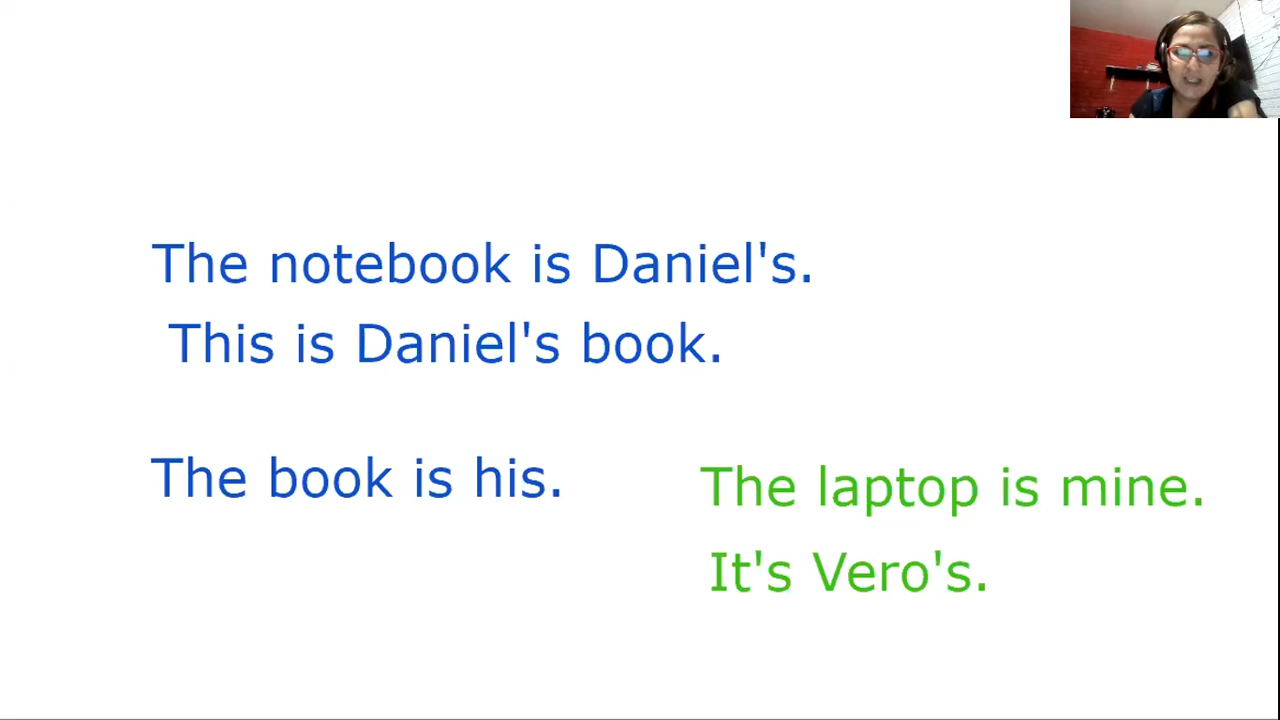 The notebook is Daniel's.
This is Daniel's book.
The book is his.
The laptop is mine.
It's Vero's.